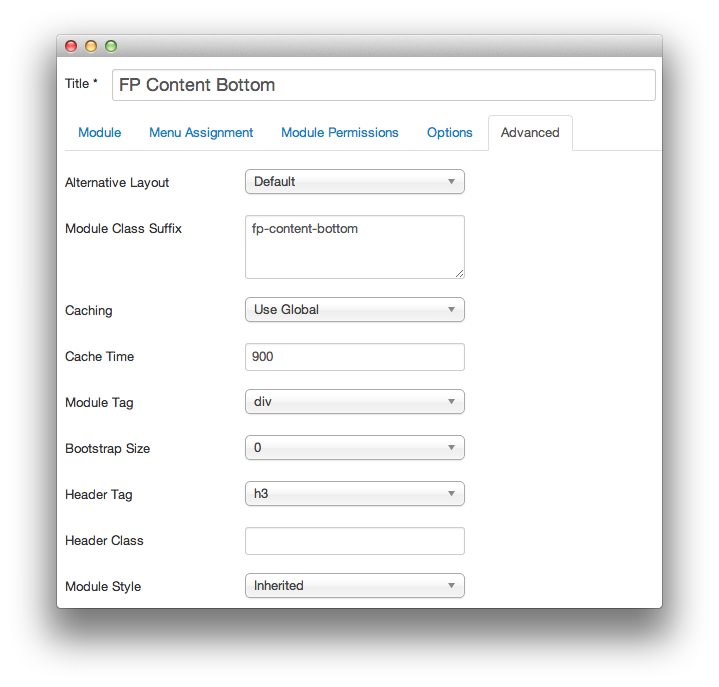 Title * FP Content Bottom
Module Menu Assignment Module Permissions Options Advanced
Alternative Layout Default
Module Class Suffix fp-content-bottom
Caching Use Global
Cache Time 900
Module Tag div
Bootstrap Size 0
Header Tag h3
Header Class
Module Style Inherited